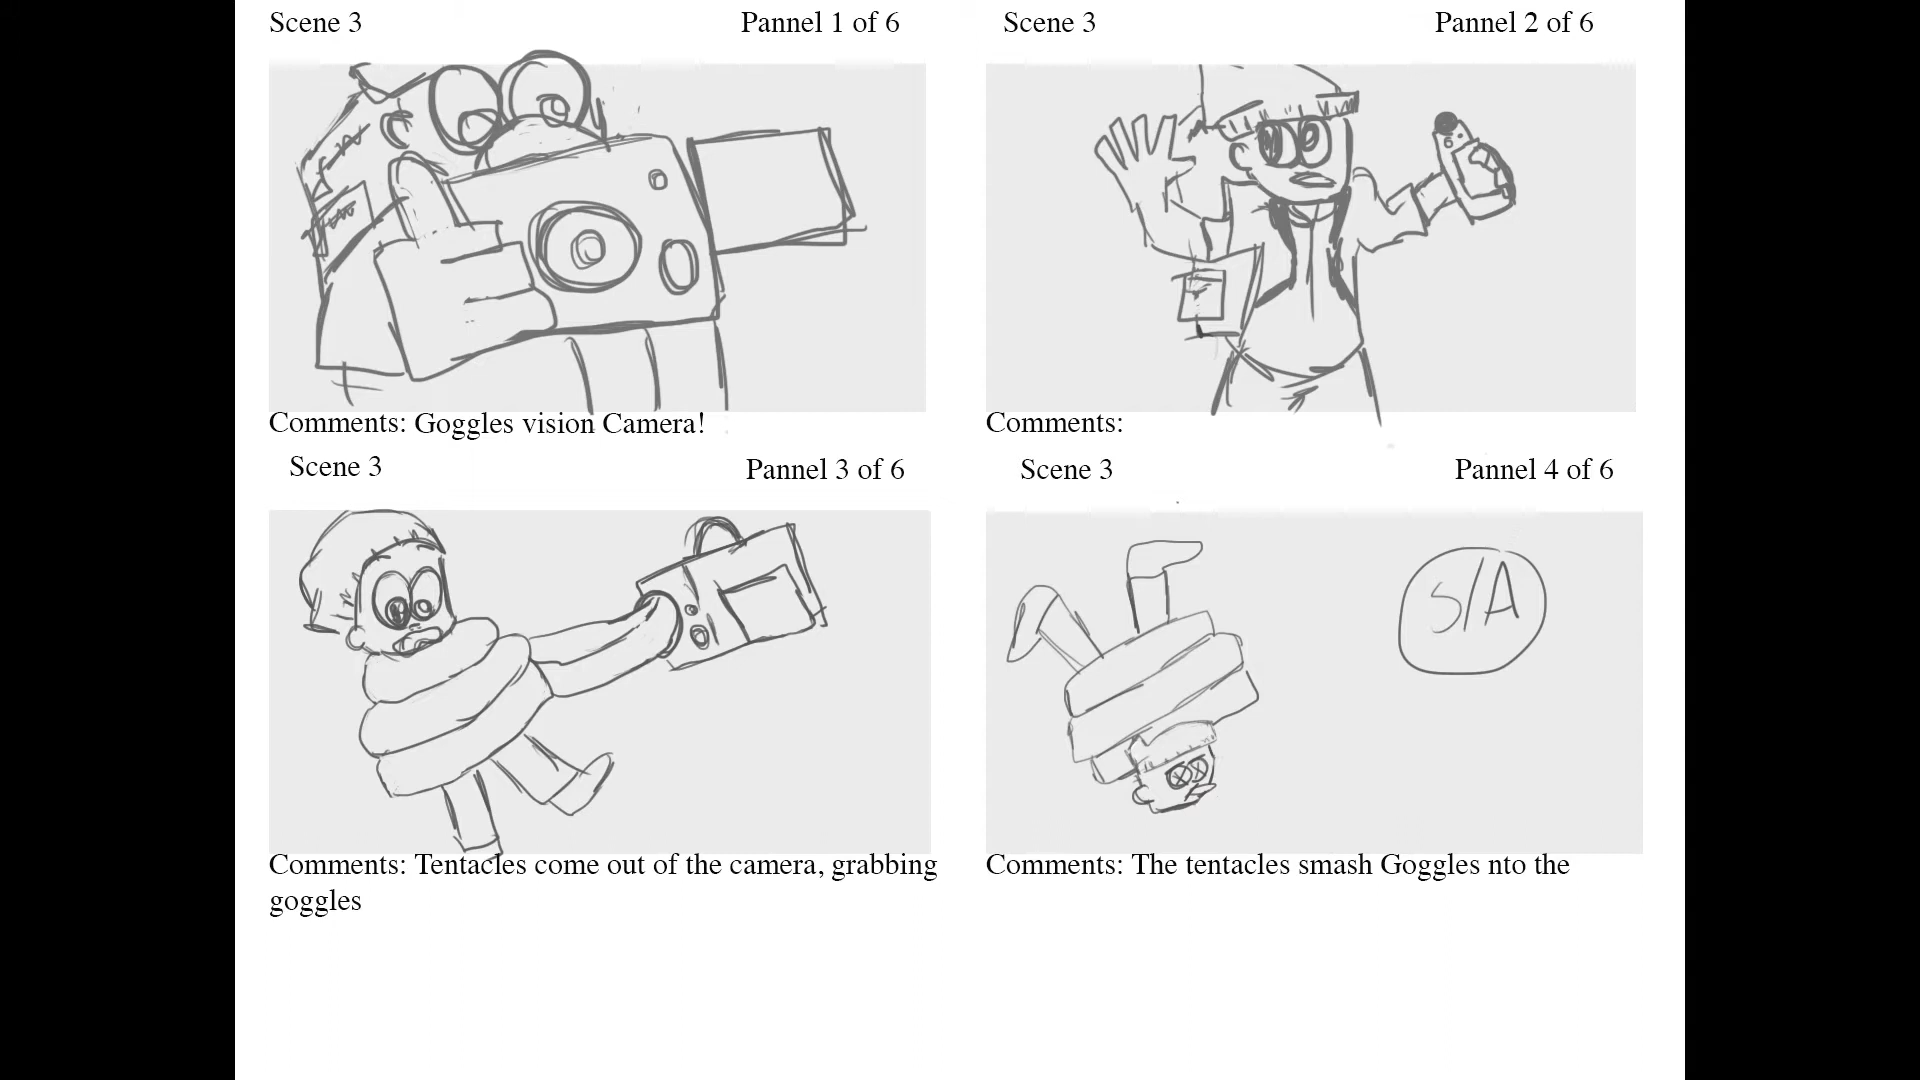 Scene 3
Pannel 1 of 6
Scene 3
Pannel 2 of 6
Comments: Goggles vision Camera!
Comments:
Scene 3
Pannel 3 of 6
Scene 3
Pannel 4 of 6
S/A
Comments: Tentacles come out of the camera, grabbing
goggles
Comments: The tentacles smash Goggles nto the